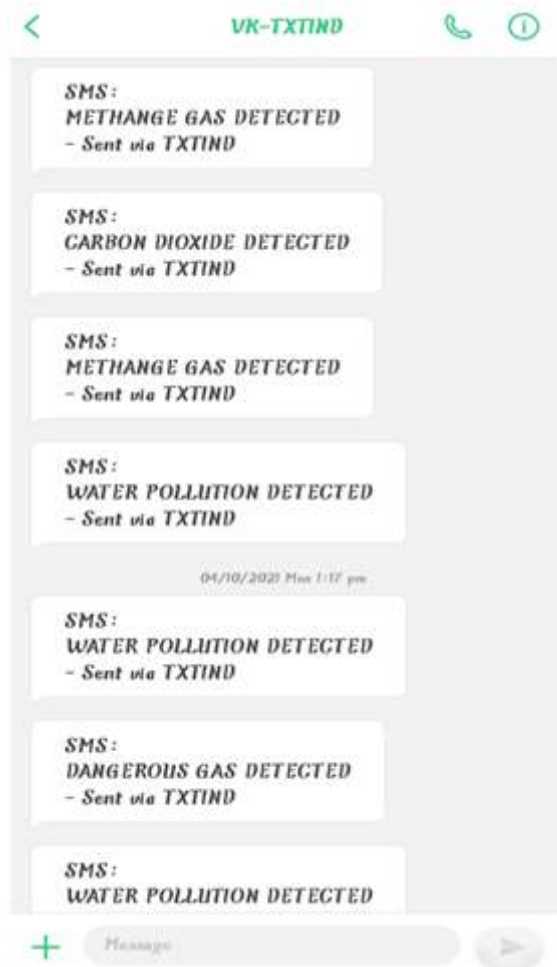 VK-TXTIND
SMS:
METHANGE GAS DETECTED
- Sent via TXTIND
SMS:
CARBON DIOXIDE DETECTED
- Sent via TXTIND
SMS:
METHANGE GAS DETECTED
- Sent via TXTIND
SMS:
WATER POLLUTION DETECTED
- Sent via TXTIND
04/10/2021 Mon 1:17 pm
SMS:
WATER POLLUTION DETECTED
- Sent via TXTIND
SMS:
DANGEROUS GAS DETECTED
- Sent via TXTIND
SMS:
WATER POLLUTION DETECTED
Message